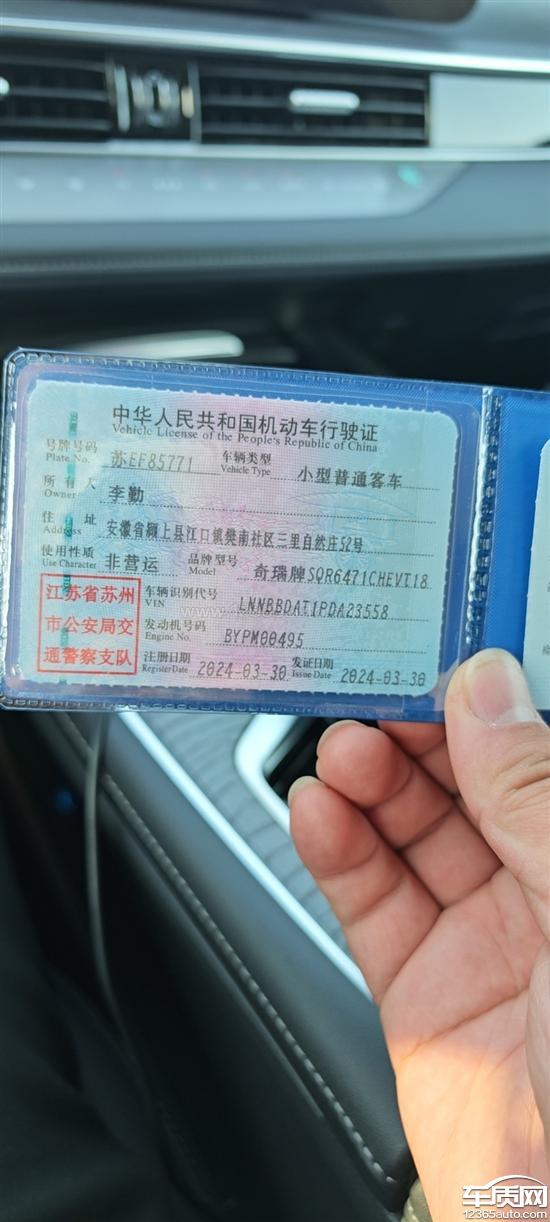 中华人民共和国机动车行驶证
Vehicle License of the People's Republic of China
号牌号码 苏EF85771 车辆类型 小型普通客车
Plate No. Vehicle Type
所有人 李勤
Owner
住址 安徽省颍上县江口镇樊南社区三里自然庄52号
Address
使用性质 非营运 品牌型号 奇瑞牌SQR6471CHEVT18
Use Character Model
江苏省苏州
市公安局交
通警察支队
车辆识别代号 LNNBBDAT1PDA23558
VIN
发动机号码 BYPM00495
Engine No.
注册日期 2024-03-30 发证日期 2024-03-30
Register Date Issue Date
车质网
12365auto.com